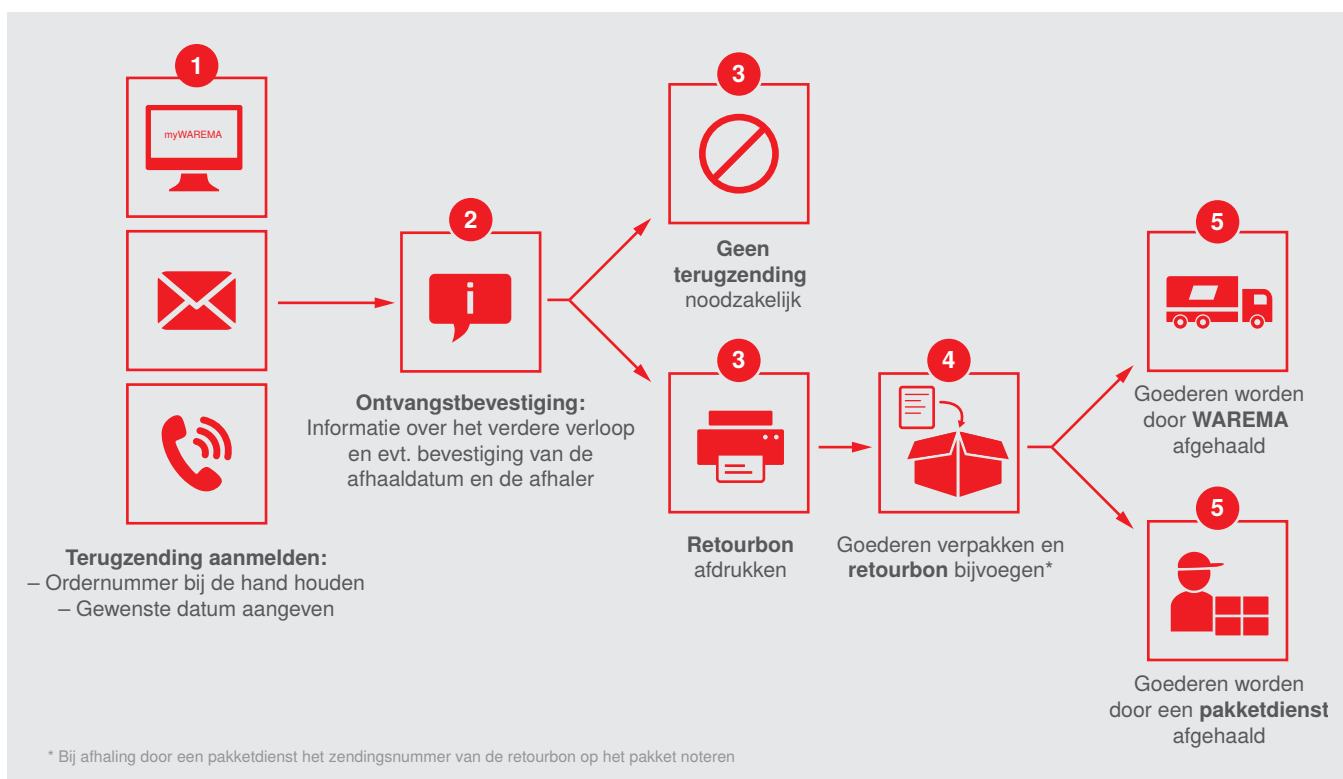 1
myWAREMA
Terugzending aanmelden:
– Ordernummer bij de hand houden
– Gewenste datum aangeven
2
i
Ontvangstbevestiging:
Informatie over het verdere verloop
en evt. bevestiging van de
afhaaldatum en de afhaler
3
Geen
terugzending
noodzakelijk
3
Retourbon
afdrukken
4
Goederen verpakken en
retourbon bijvoegen*
5
Goederen worden
door WAREMA
afgehaald
5
Goederen worden
door een pakketdienst
afgehaald
* Bij afhaling door een pakketdienst het zendingsnummer van de retourbon op het pakket noteren